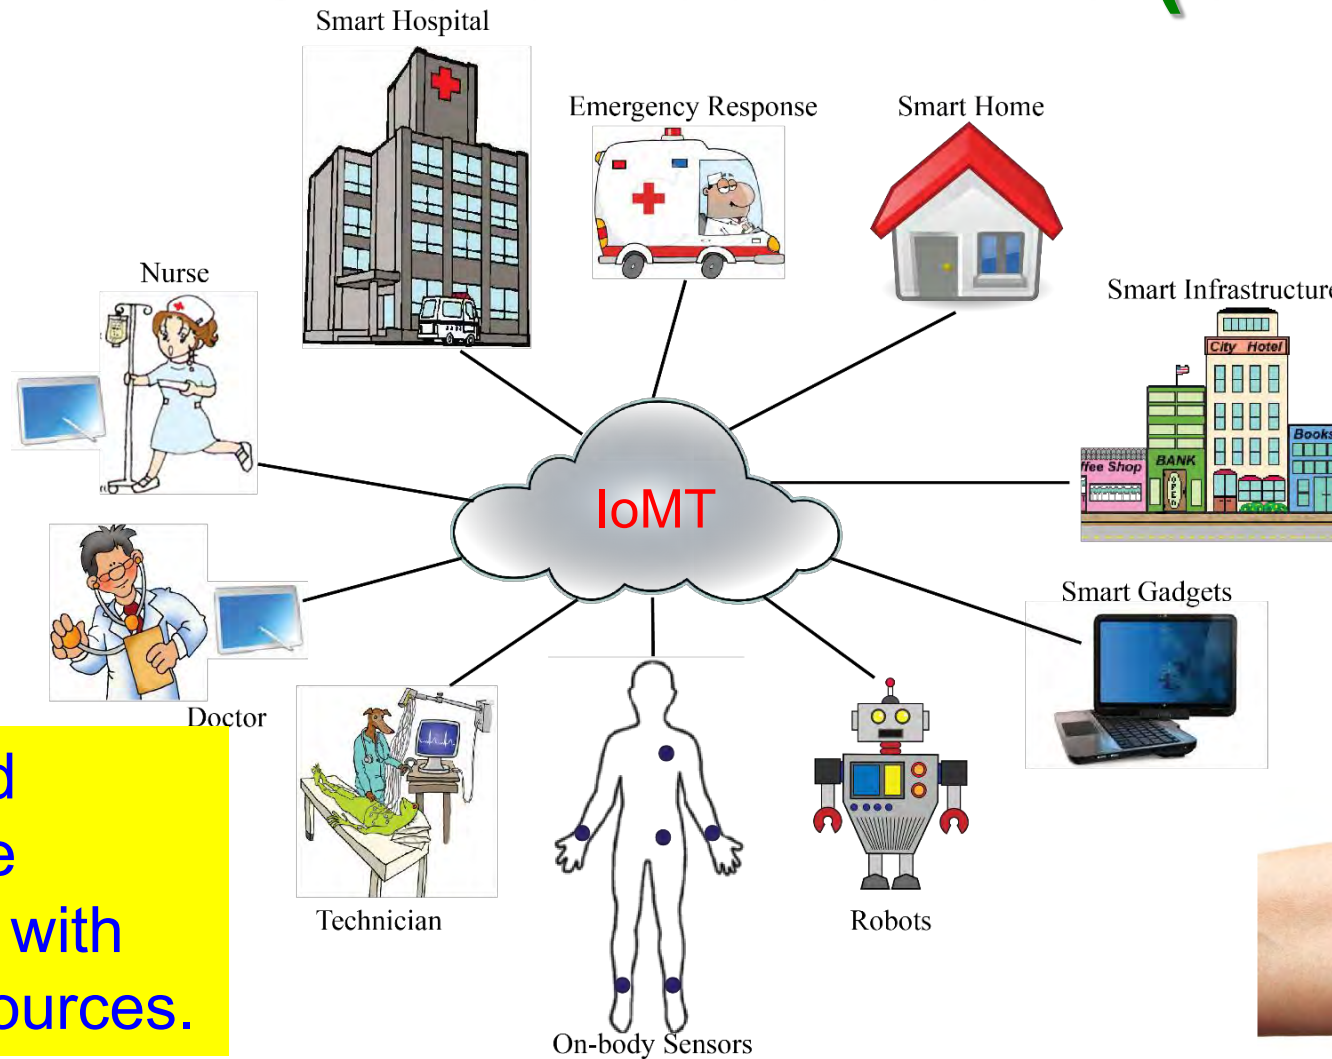 Smart Hospital
Emergency Response
Smart Home
Nurse
Smart Infrastructure
City Hotel
Books
ffee Shop
BANK
OPEN
IoMT
Smart Gadgets
Doctor
d
e
with
ources.
Technician
Robots
On-body Sensors